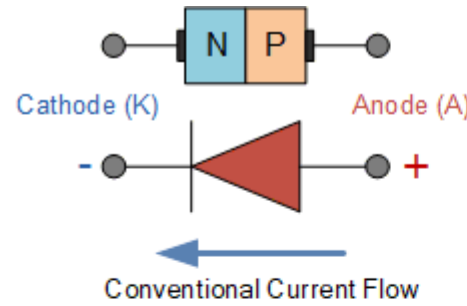 N P
Cathode (K) Anode (A)
- +
Conventional Current Flow